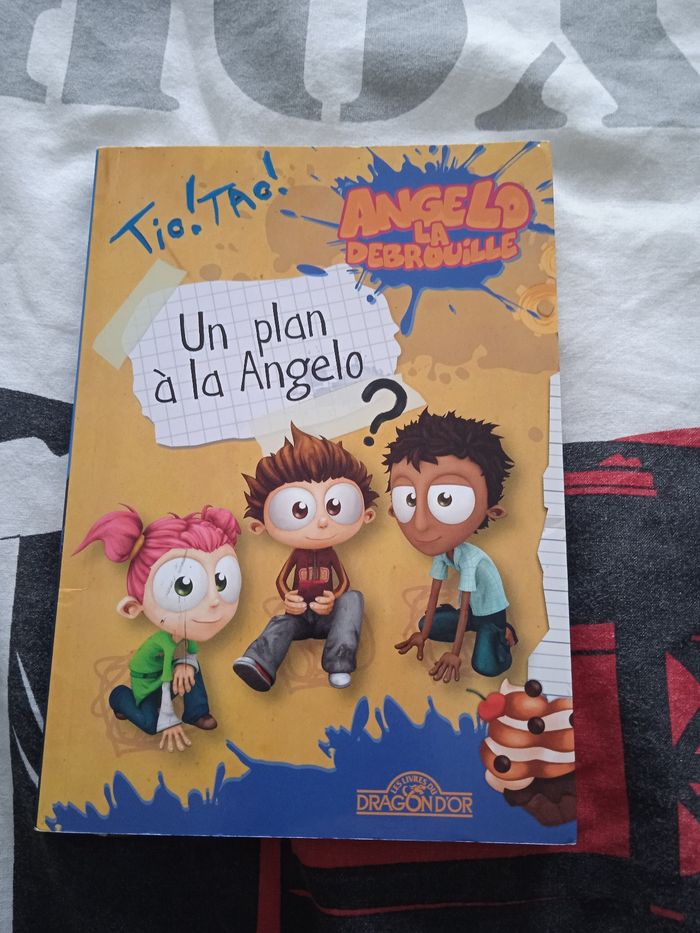 Tio! TAO!
ANGELO
LA
DEBROUILLE
Un plan
à la Angelo
?
LES LIVRES DU
DRAGON D'OR